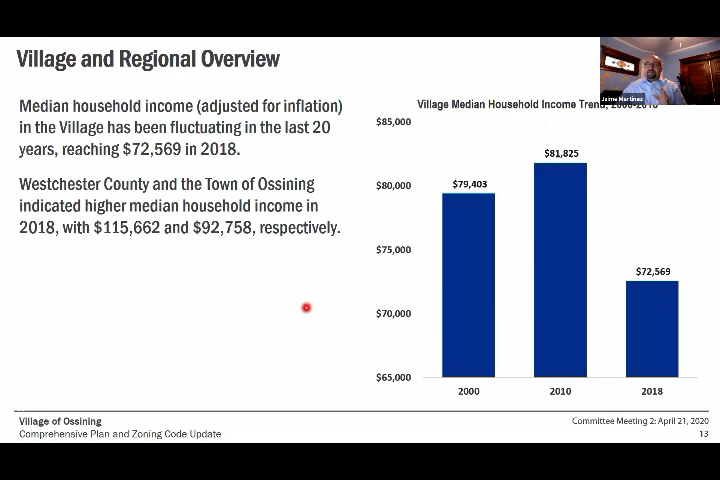 Village and Regional Overview
Jaime Martinez
Median household income (adjusted for inflation)
in the Village has been fluctuating in the last 20
years, reaching $72,569 in 2018.
Westchester County and the Town of Ossining
indicated higher median household income in
2018, with $115,662 and $92,758, respectively.
Village Median Household Income Trend,
$85,000
$80,000
$75,000
$70,000
$65,000
$79,403
$81,825
$72,569
2000
2010
2018
Village of Ossining
Comprehensive Plan and Zoning Code Update
Committee Meeting 2: April 21, 2020
13